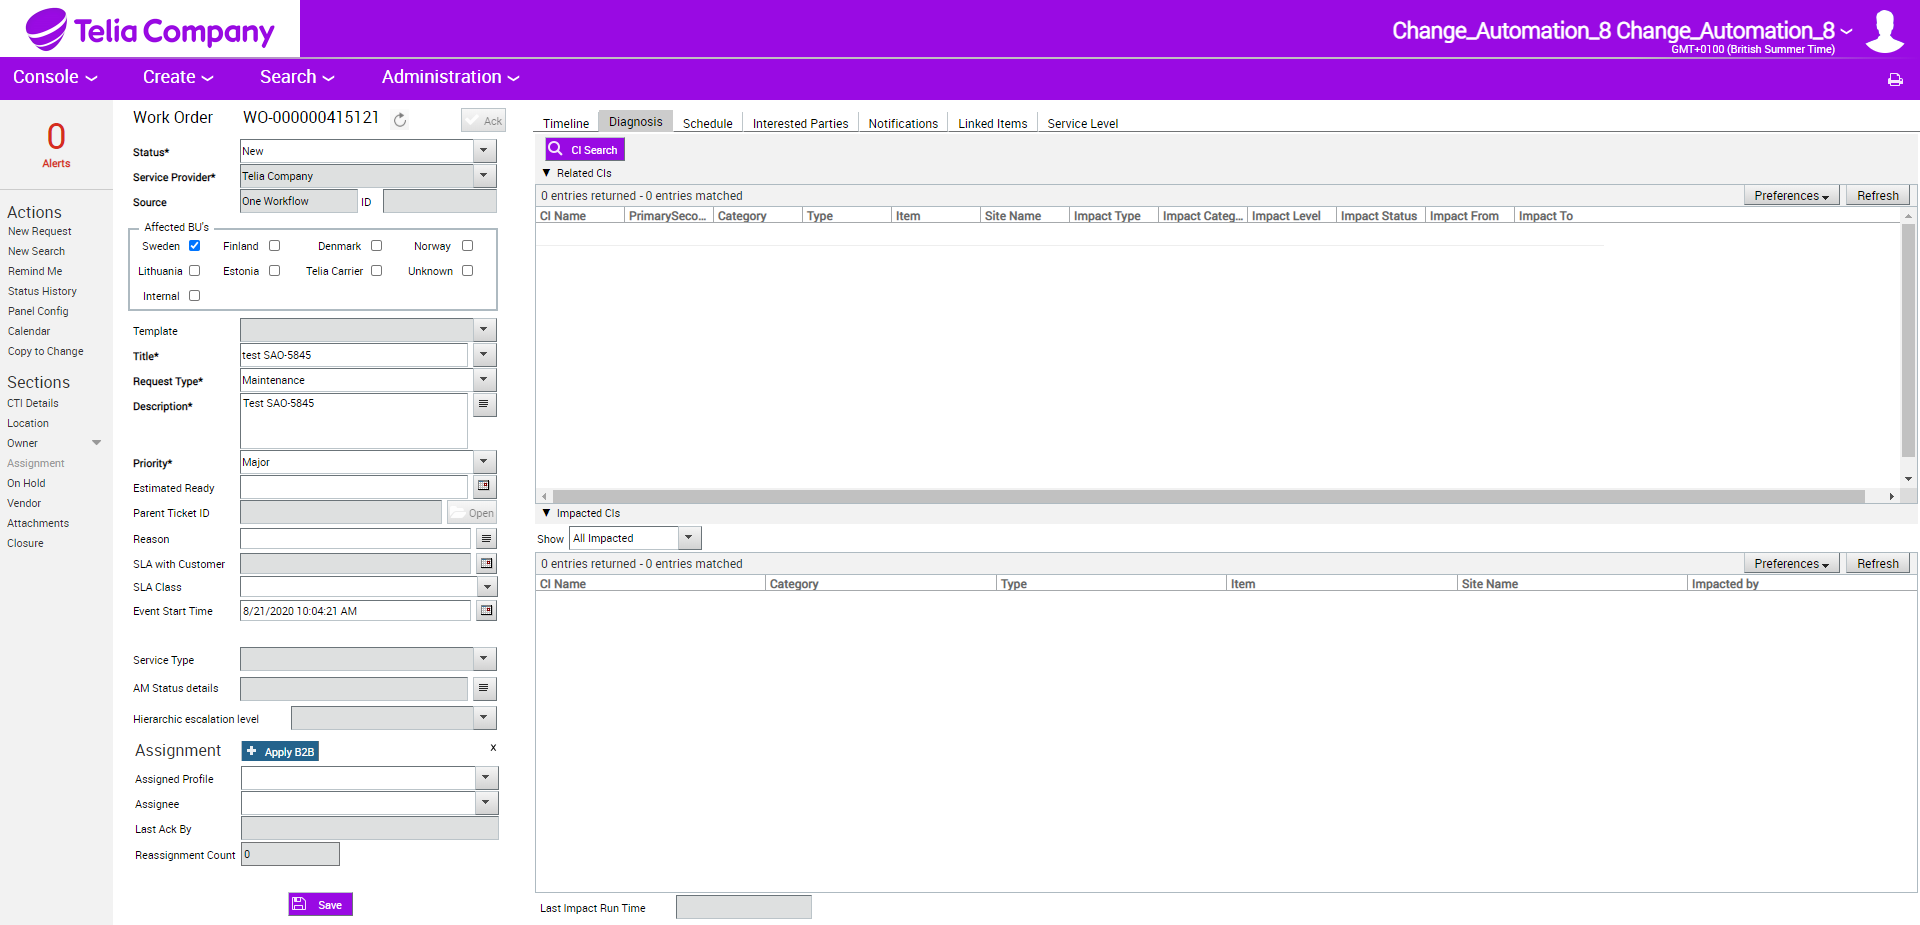 Telia Company
Change_Automation_8 Change_Automation_8
GMT+0100 (British Summer Time)
Console Create Search Administration
0
Alerts
Actions
New Request
New Search
Remind Me
Status History
Panel Config
Calendar
Copy to Change
Sections
CTI Details
Location
Owner
Assignment
On Hold
Vendor
Attachments
Closure
Work Order WO-000000415121 Ack
Status* New
Service Provider* Telia Company
Source One Workflow ID
Affected BU's
Sweden Finland Denmark Norway
Lithuania Estonia Telia Carrier Unknown
Internal
Template
Title* test SAO-5845
Request Type* Maintenance
Description* Test SAO-5845
Priority* Major
Estimated Ready
Parent Ticket ID Open
Reason
SLA with Customer
SLA Class
Event Start Time 8/21/2020 10:04:21 AM
Service Type
AM Status details
Hierarchic escalation level
Assignment Apply B2B x
Assigned Profile
Assignee
Last Ack By
Reassignment Count 0
Save
Timeline Diagnosis Schedule Interested Parties Notifications Linked Items Service Level
CI Search
Related CIs
0 entries returned - 0 entries matched Preferences Refresh
CI Name PrimarySeco... Category Type Item Site Name Impact Type Impact Categ... Impact Level Impact Status Impact From Impact To
Impacted CIs
Show All Impacted
0 entries returned - 0 entries matched Preferences Refresh
CI Name Category Type Item Site Name Impacted by
Last Impact Run Time